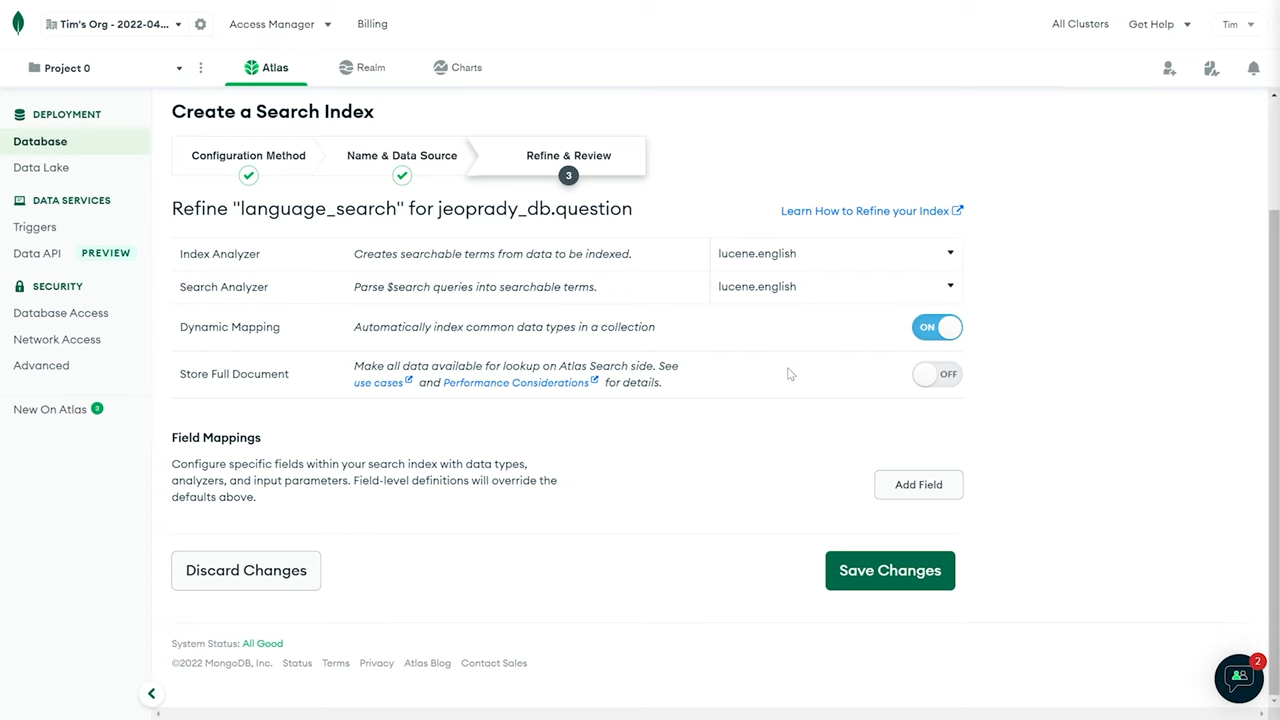 Tim's Org - 2022-04...
Access Manager
Billing
All Clusters
Get Help
Tim
Project 0
Atlas
Realm
Charts
DEPLOYMENT
Database
Data Lake
DATA SERVICES
Triggers
Data API PREVIEW
SECURITY
Database Access
Network Access
Advanced
New On Atlas 3
Create a Search Index
Configuration Method
Name & Data Source
Refine & Review
3
Refine "language_search" for jeoprady_db.question
Learn How to Refine your Index
Index Analyzer
Creates searchable terms from data to be indexed.
lucene.english
Search Analyzer
Parse $search queries into searchable terms.
lucene.english
Dynamic Mapping
Automatically index common data types in a collection
ON
Store Full Document
Make all data available for lookup on Atlas Search side. See
use cases and Performance Considerations for details.
OFF
Field Mappings
Configure specific fields within your search index with data types,
analyzers, and input parameters. Field-level definitions will override the
defaults above.
Add Field
Discard Changes
Save Changes
System Status: All Good
©2022 MongoDB, Inc. Status Terms Privacy Atlas Blog Contact Sales
2